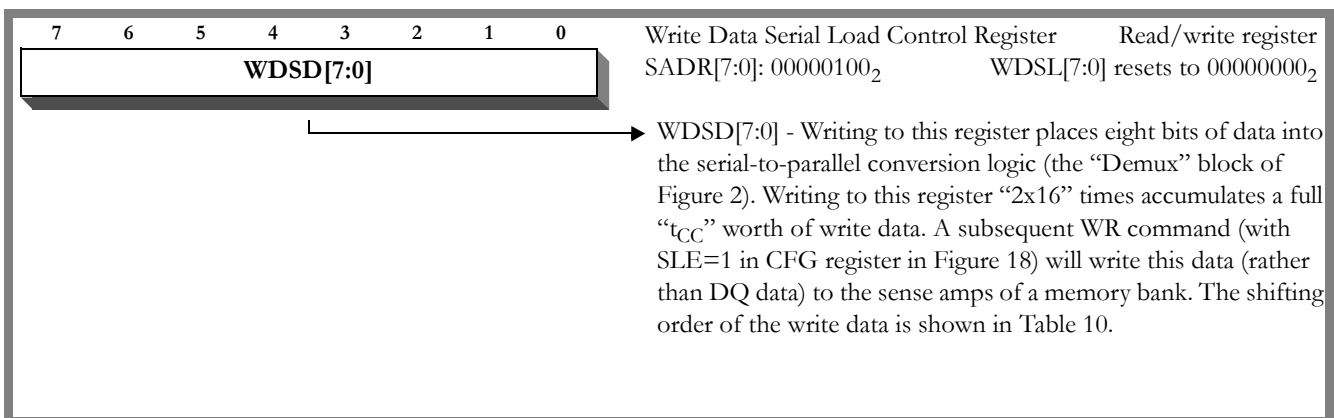 7 6 5 4 3 2 1 0
WDSD[7:0]
Write Data Serial Load Control Register Read/write register
SADR[7:0]: 00000100₂ WDSL[7:0] resets to 00000000₂
WDSD[7:0] - Writing to this register places eight bits of data into
the serial-to-parallel conversion logic (the “Demux” block of
Figure 2). Writing to this register “2x16” times accumulates a full
“tCC” worth of write data. A subsequent WR command (with
SLE=1 in CFG register in Figure 18) will write this data (rather
than DQ data) to the sense amps of a memory bank. The shifting
order of the write data is shown in Table 10.